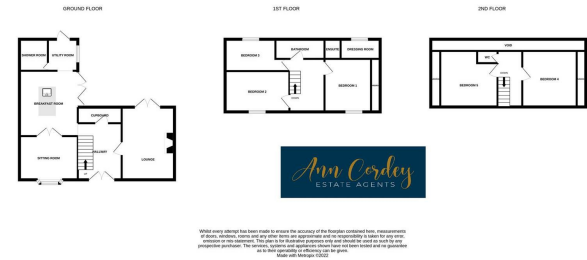 GROUND FLOOR
1ST FLOOR
2ND FLOOR
SHOWER ROOM
UTILITY ROOM
BREAKFAST ROOM
CUPBOARD
SITTING ROOM
HALLWAY
LOUNGE
BEDROOM 3
BATHROOM
ENSUITE
DRESSING ROOM
BEDROOM 2
BEDROOM 1
VOID
BEDROOM 5
BEDROOM 4
Ann Cordey
ESTATE AGENTS
Whilst every attempt has been made to ensure the accuracy of the floorplan contained here, measurements
of doors, windows, rooms and any other items are approximate and no responsibility is taken for any error,
omission or mis-statement. This plan is for illustrative purposes only and should be used as such by any
prospective purchaser. The services, systems and appliances shown have not been tested and no guarantee
as to their operability or efficiency can be given.
Made with Metropix ©2022